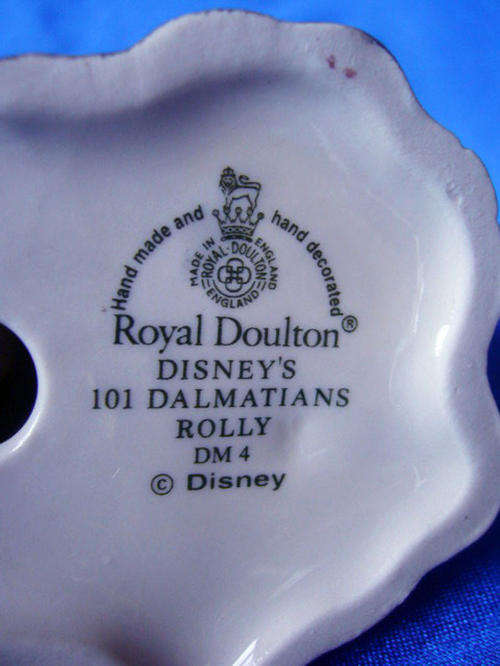 Hand made and hand decorated
MADE IN ENGLAND
ROYAL·DOULTON
ENGLAND
Royal Doulton®
DISNEY'S
101 DALMATIANS
ROLLY
DM 4
© Disney